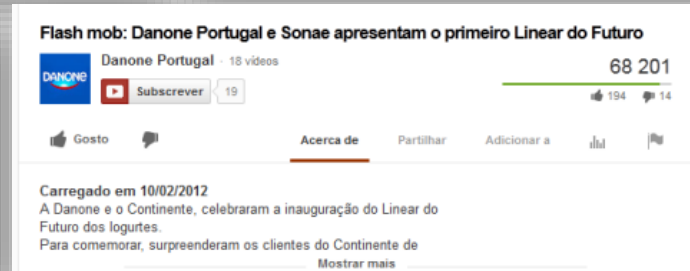 Flash mob: Danone Portugal e Sonae apresentam o primeiro Linear do Futuro
DANONE
Danone Portugal · 18 vídeos
Subscrever 19
68 201
194 14
Gosto
Acerca de Partilhar Adicionar a
Carregado em 10/02/2012
A Danone e o Continente, celebraram a inauguração do Linear do
Futuro dos Iogurtes.
Para comemorar, surpreenderam os clientes do Continente de
Mostrar mais